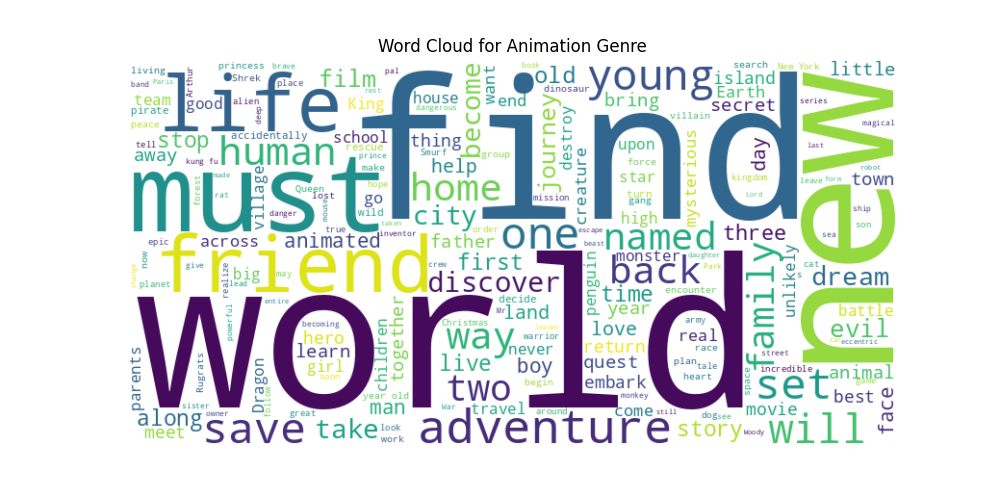 Word Cloud for Animation Genre
living
princess
brave
band
Paris
Shrek
place
Arthur
life
film
pal
rest
become
want
old
book
dinosaur
young
island
search
New York
little
team
pirate
good
alien
deep
King
house
dangerous
end
bring
Earth
secret
villain
series
magical
peace
accidentally
find
new
tell
stop
school
thing
Smurf
group
journey
destroy
upon
day
last
away
kung fu
human
rescue
prince
help
creature
force
star
mysterious
kingdom
robot
must
made
forest
rat
village
Queen
lost
make
hope
wild
go
home
mission
turn
gang
Lord
leave
form
town
danger
mouse
true
taken
city
order
escape
high
ship
son
sea
epic
across
inventor
animated
father
one
beast
named
daughter
three
friend
now
give
planet
realize
lead
big
may
crew
first
discover
penguin
monster
back
Park
encounter
family
unlikely
cat
s
dream
change
world
powerful
entire
becoming
hero
learn
girl
soon
children
together
decide
Christmas
Mr
land
time
year
army
battle
way
leader
warrior
never
love
real
race
return
evil
car
eccentric
street
parents
Rugrats
Dragon
follow
live
boy
quest
plan
tale
heart
space
incredible
animal
game
two
begin
embark
monkey
set
best
face
sister
owner
year old
man
War
travel
around
come
still
dog
see
movie
along
great
look
work
meet
save
take
adventure
story
Woody
will